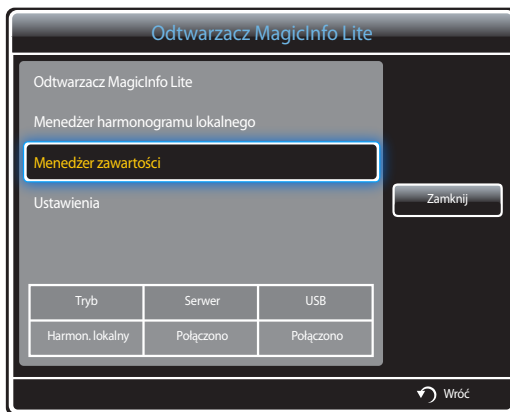 Odtwarzacz MagicInfo Lite
Odtwarzacz MagicInfo Lite
Menedżer harmonogramu lokalnego
Menedżer zawartości
Ustawienia
Zamknij
Tryb Serwer USB
Harmon. lokalny Połączono Połączono
Wróć